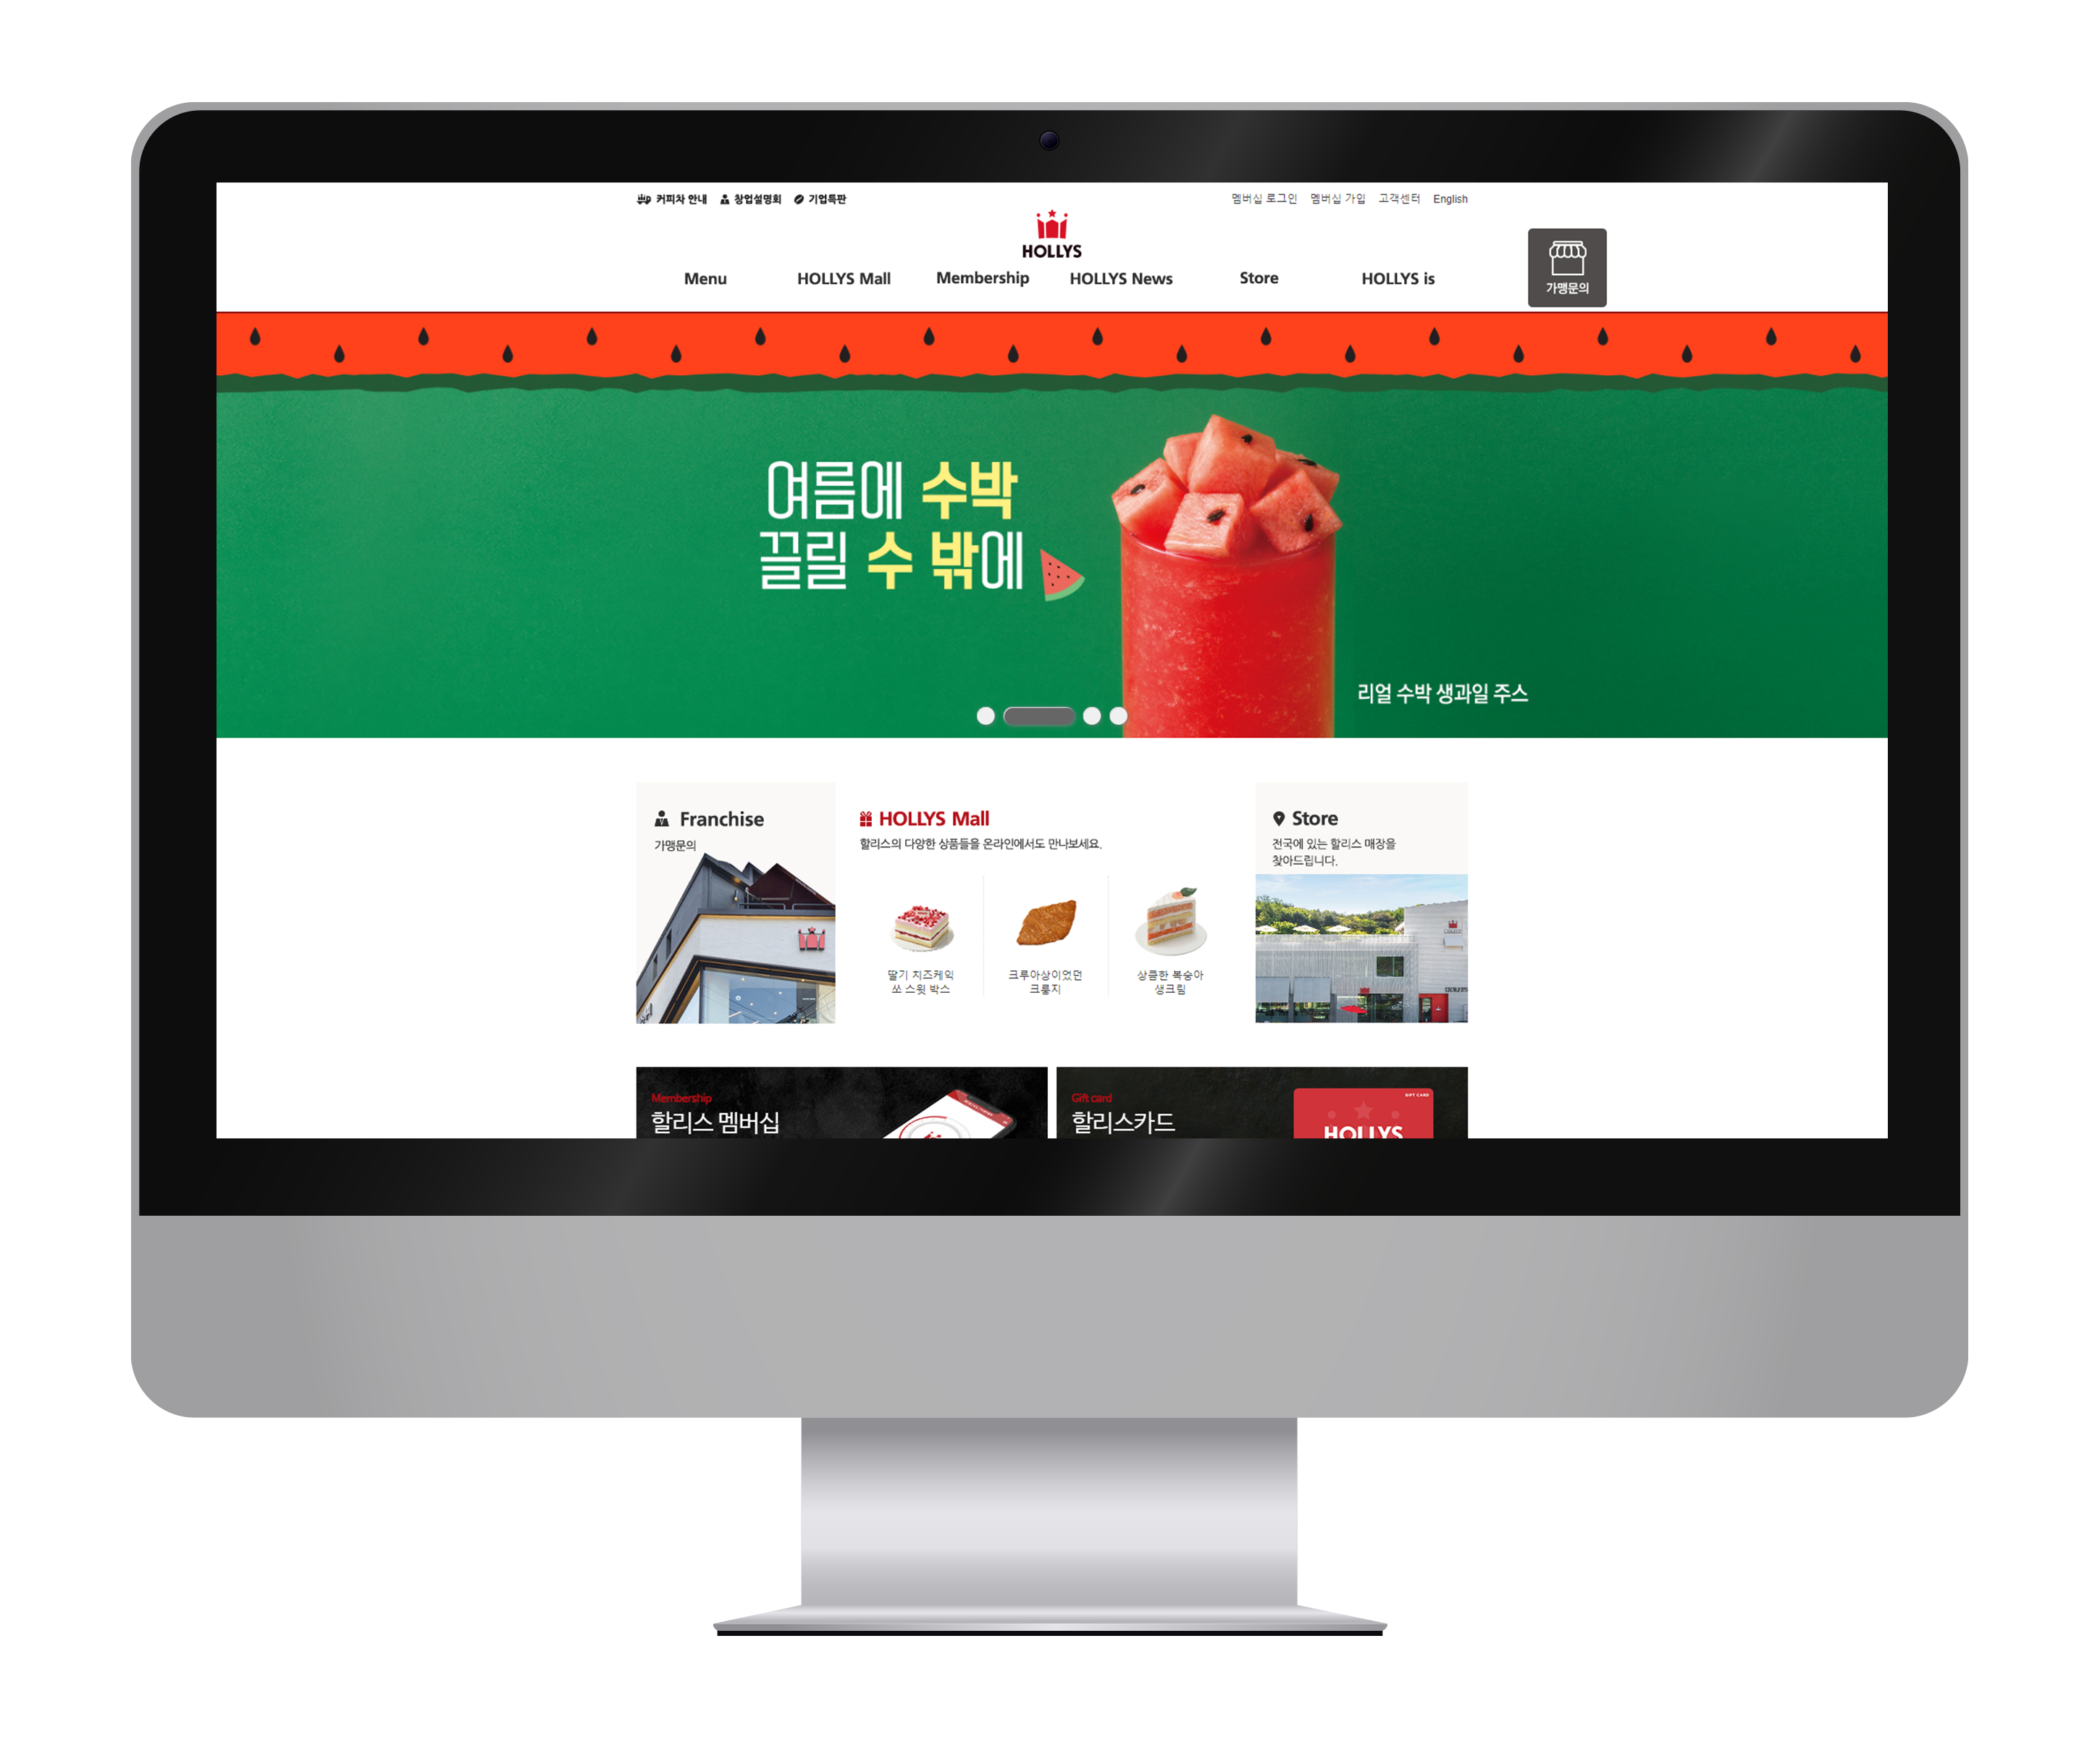 커피차 안내 창업설명회 기업특판
멤버십 로그인 멤버십 가입 고객센터 English
HOLLYS
Menu HOLLYS Mall Membership HOLLYS News Store HOLLYS is
가맹문의
여름에 수박
끌릴 수 밖에
리얼 수박 생과일 주스
Franchise
가맹문의
HOLLYS Mall
할리스의 다양한 상품들을 온라인에서도 만나보세요.
딸기 치즈케익
쏘 스윗 박스
크루아상이었던
크룽지
상큼한 복숭아
생크림
Store
전국에 있는 할리스 매장을
찾아드립니다.
Membership
할리스 멤버십
Gift card
할리스카드
GIFT CARD
HOLLYS